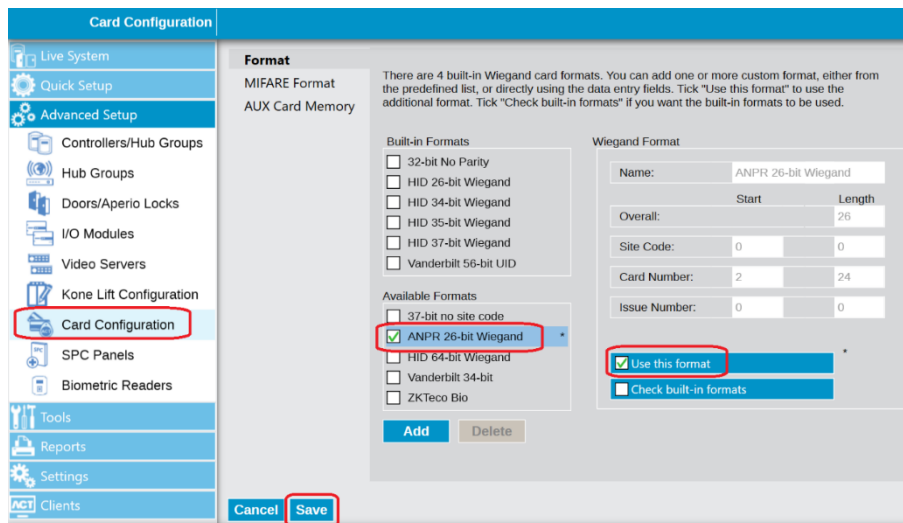 Card Configuration
Live System
Quick Setup
Advanced Setup
Controllers/Hub Groups
Hub Groups
Doors/Aperio Locks
I/O Modules
Video Servers
Kone Lift Configuration
Card Configuration
SPC Panels
Biometric Readers
Tools
Reports
Settings
ACT Clients
Format
MIFARE Format
AUX Card Memory
There are 4 built-in Wiegand card formats. You can add one or more custom format, either from
the predefined list, or directly using the data entry fields. Tick "Use this format" to use the
additional format. Tick "Check built-in formats" if you want the built-in formats to be used.
Built-in Formats
32-bit No Parity
HID 26-bit Wiegand
HID 34-bit Wiegand
HID 35-bit Wiegand
HID 37-bit Wiegand
Vanderbilt 56-bit UID
Available Formats
37-bit no site code
ANPR 26-bit Wiegand *
HID 64-bit Wiegand
Vanderbilt 34-bit
ZKTeco Bio
Add Delete
Wiegand Format
Name: ANPR 26-bit Wiegand
Start Length
Overall: 26
Site Code: 0 0
Card Number: 2 24
Issue Number: 0 0
Use this format *
Check built-in formats
Cancel Save